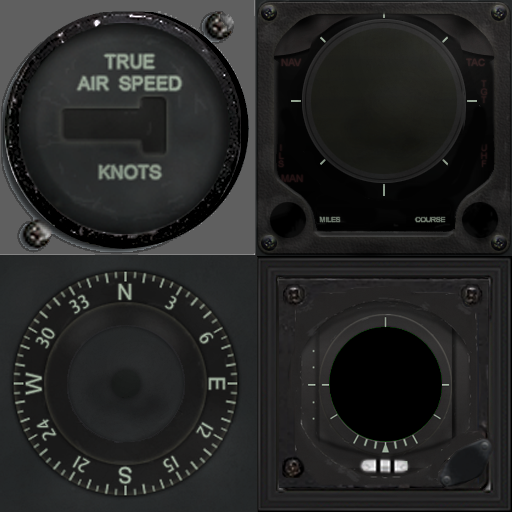 TRUE
AIR SPEED
KNOTS
NAV
TAC
MAN
MILES
COURSE
N
3
6
E
12
15
S
21
24
W
30
33